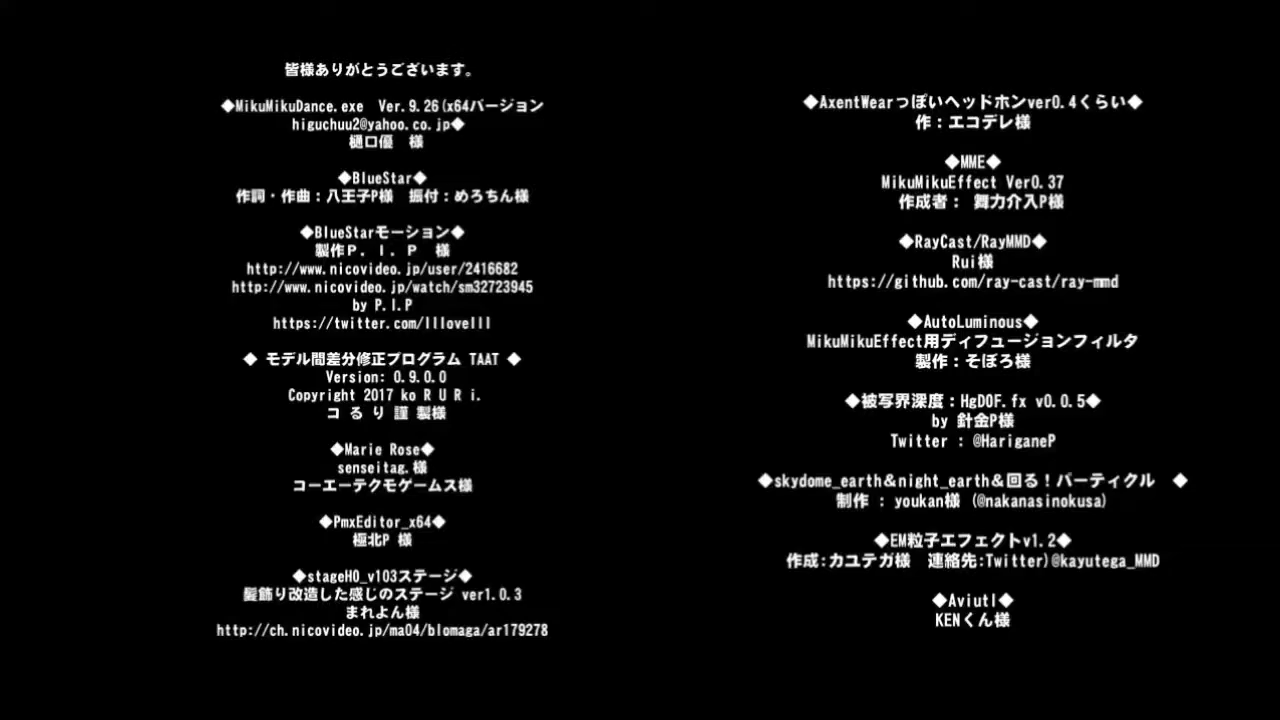 皆様ありがとうございます。
◆MikuMikuDance.exe Ver.9.26(x64バージョン
higuchuu2@yahoo.co.jp◆
樋口優 様
◆BlueStar◆
作詞・作曲：八王子P様 振付：めろちん様
◆BlueStarモーション◆
製作Ｐ．Ｉ．Ｐ 様
http://www.nicovideo.jp/user/2416682
http://www.nicovideo.jp/watch/sm32723945
by P.I.P
https://twitter.com/lllovelll
◆ モデル間差分修正プログラム TAAT ◆
Version: 0.9.0.0
Copyright 2017 ko R U R i.
コ る り 謹 製様
◆Marie Rose◆
senseitag.様
コーエーテクモゲームス様
◆PmxEditor_x64◆
極北P 様
◆stageH0_v103ステージ◆
髪飾り改造した感じのステージ ver1.0.3
まれよん様
http://ch.nicovideo.jp/ma04/blomaga/ar179278
◆AxentWearっぽいヘッドホンver0.4くらい◆
作：エコデレ様
◆MME◆
MikuMikuEffect Ver0.37
作成者： 舞力介入P様
◆RayCast/RayMMD◆
Rui様
https://github.com/ray-cast/ray-mmd
◆AutoLuminous◆
MikuMikuEffect用ディフュージョンフィルタ
製作：そぼろ様
◆被写界深度：HgDOF.fx v0.0.5◆
by 針金P様
Twitter : @HariganeP
◆skydome_earth＆night_earth＆回る！パーティクル ◆
制作 : youkan様 (@nakanasinokusa)
◆EM粒子エフェクトv1.2◆
作成:カユテガ様 連絡先:Twitter)@kayutega_MMD
◆Aviutl◆
KENくん様